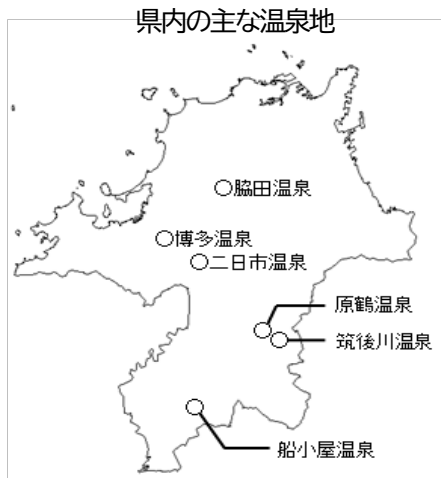 県内の主な温泉地
脇田温泉
博多温泉
二日市温泉
原鶴温泉
筑後川温泉
船小屋温泉